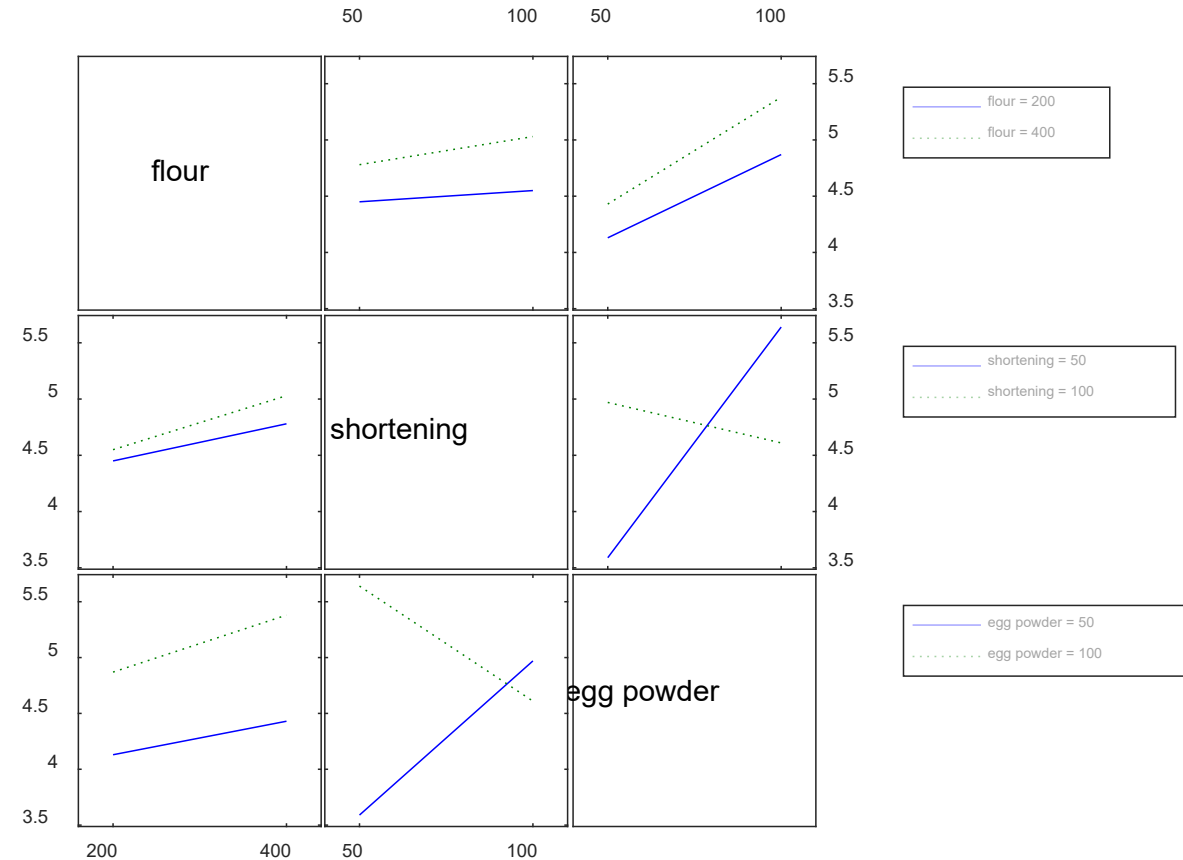 50 100 50 100
5.5
flour = 200
5
flour = 400
flour
4.5
4
3.5
5.5 5.5
shortening = 50
5 5
shortening = 100
shortening
4.5 4.5
4 4
3.5 3.5
5.5
egg powder = 50
5
egg powder = 100
egg powder
4.5
4
3.5
200 400 50 100